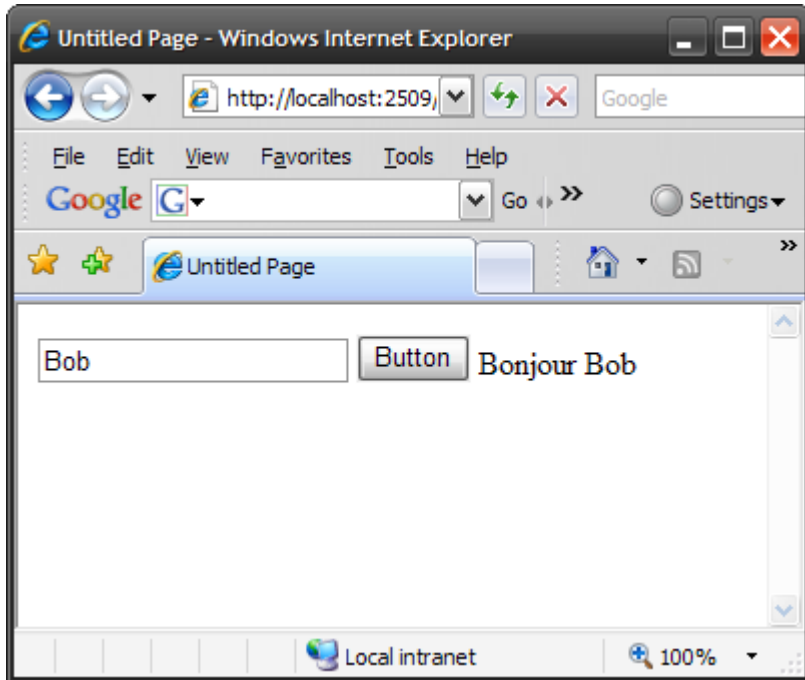 Untitled Page - Windows Internet Explorer
http://localhost:2509/ Google
File Edit View Favorites Tools Help
Google G Go » Settings
Untitled Page »
Bob Button Bonjour Bob
Local intranet 100%